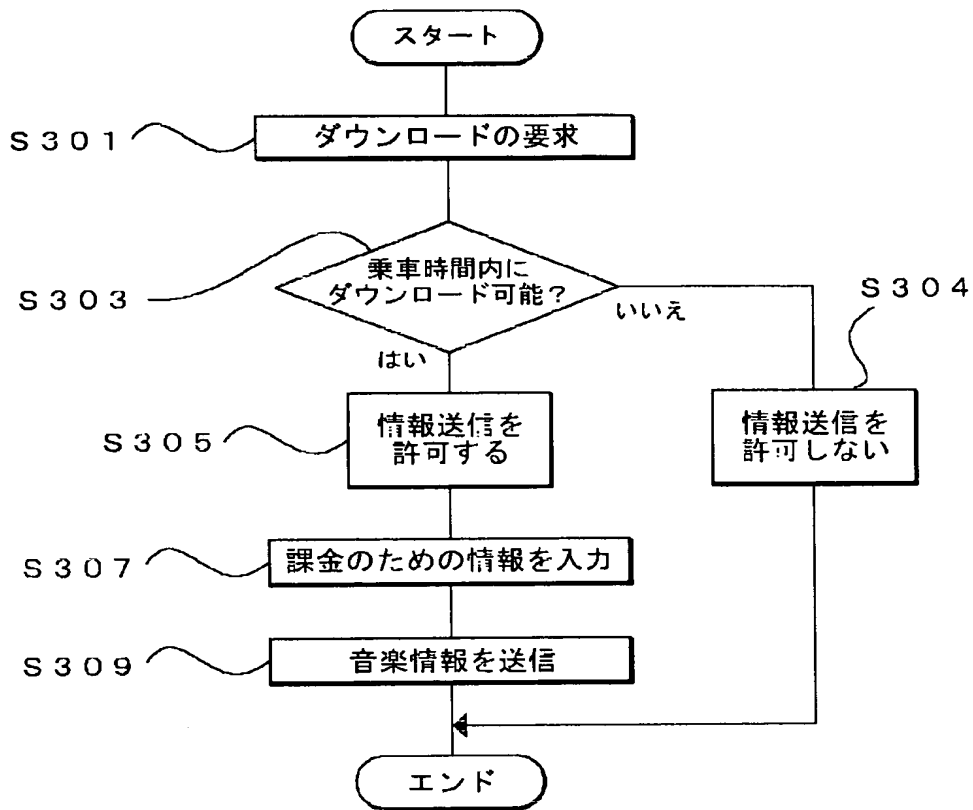 スタート
S301
ダウンロードの要求
S303
乗車時間内に
ダウンロード可能？
いいえ
S304
はい
S305
情報送信を
許可する
情報送信を
許可しない
S307
課金のための情報を入力
S309
音楽情報を送信
エンド